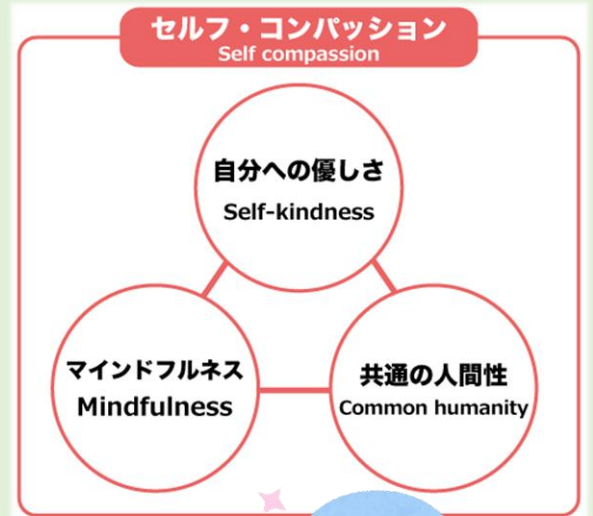 セルフ・コンパッション
Self compassion
自分への優しさ
Self-kindness
マインドフルネス
Mindfulness
共通の人間性
Common humanity